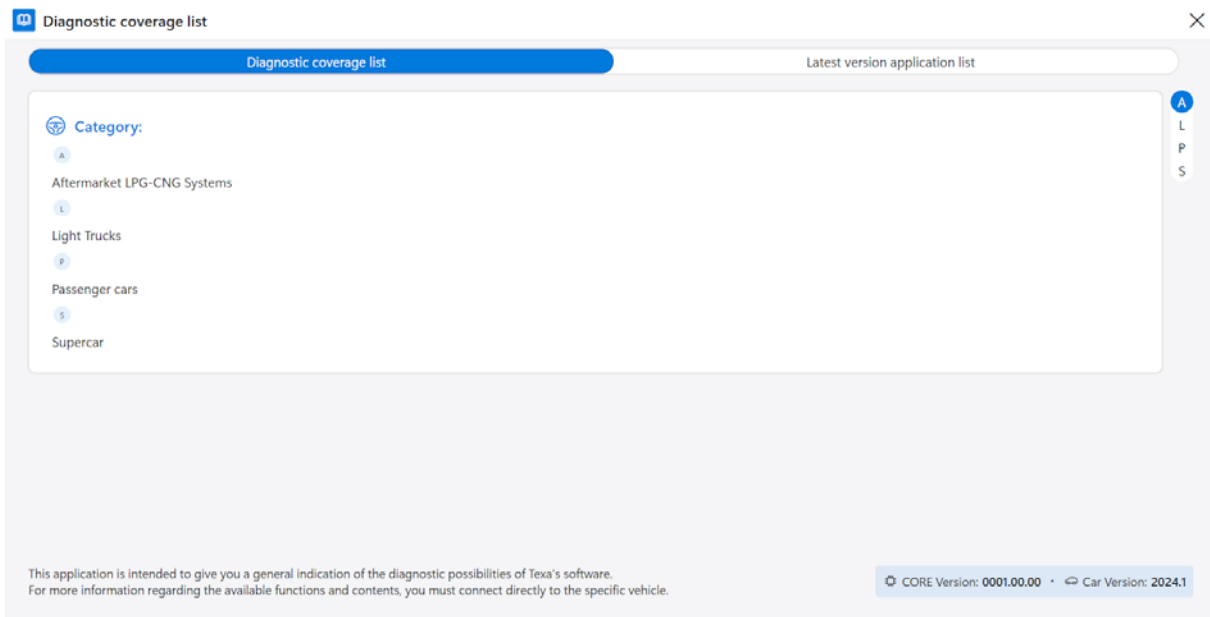 Diagnostic coverage list
Diagnostic coverage list
Latest version application list
Category:
A
Aftermarket LPG-CNG Systems
L
Light Trucks
P
Passenger cars
S
Supercar
A
L
P
S
This application is intended to give you a general indication of the diagnostic possibilities of Texa's software.
For more information regarding the available functions and contents, you must connect directly to the specific vehicle.
CORE Version: 0001.00.00 · Car Version: 2024.1